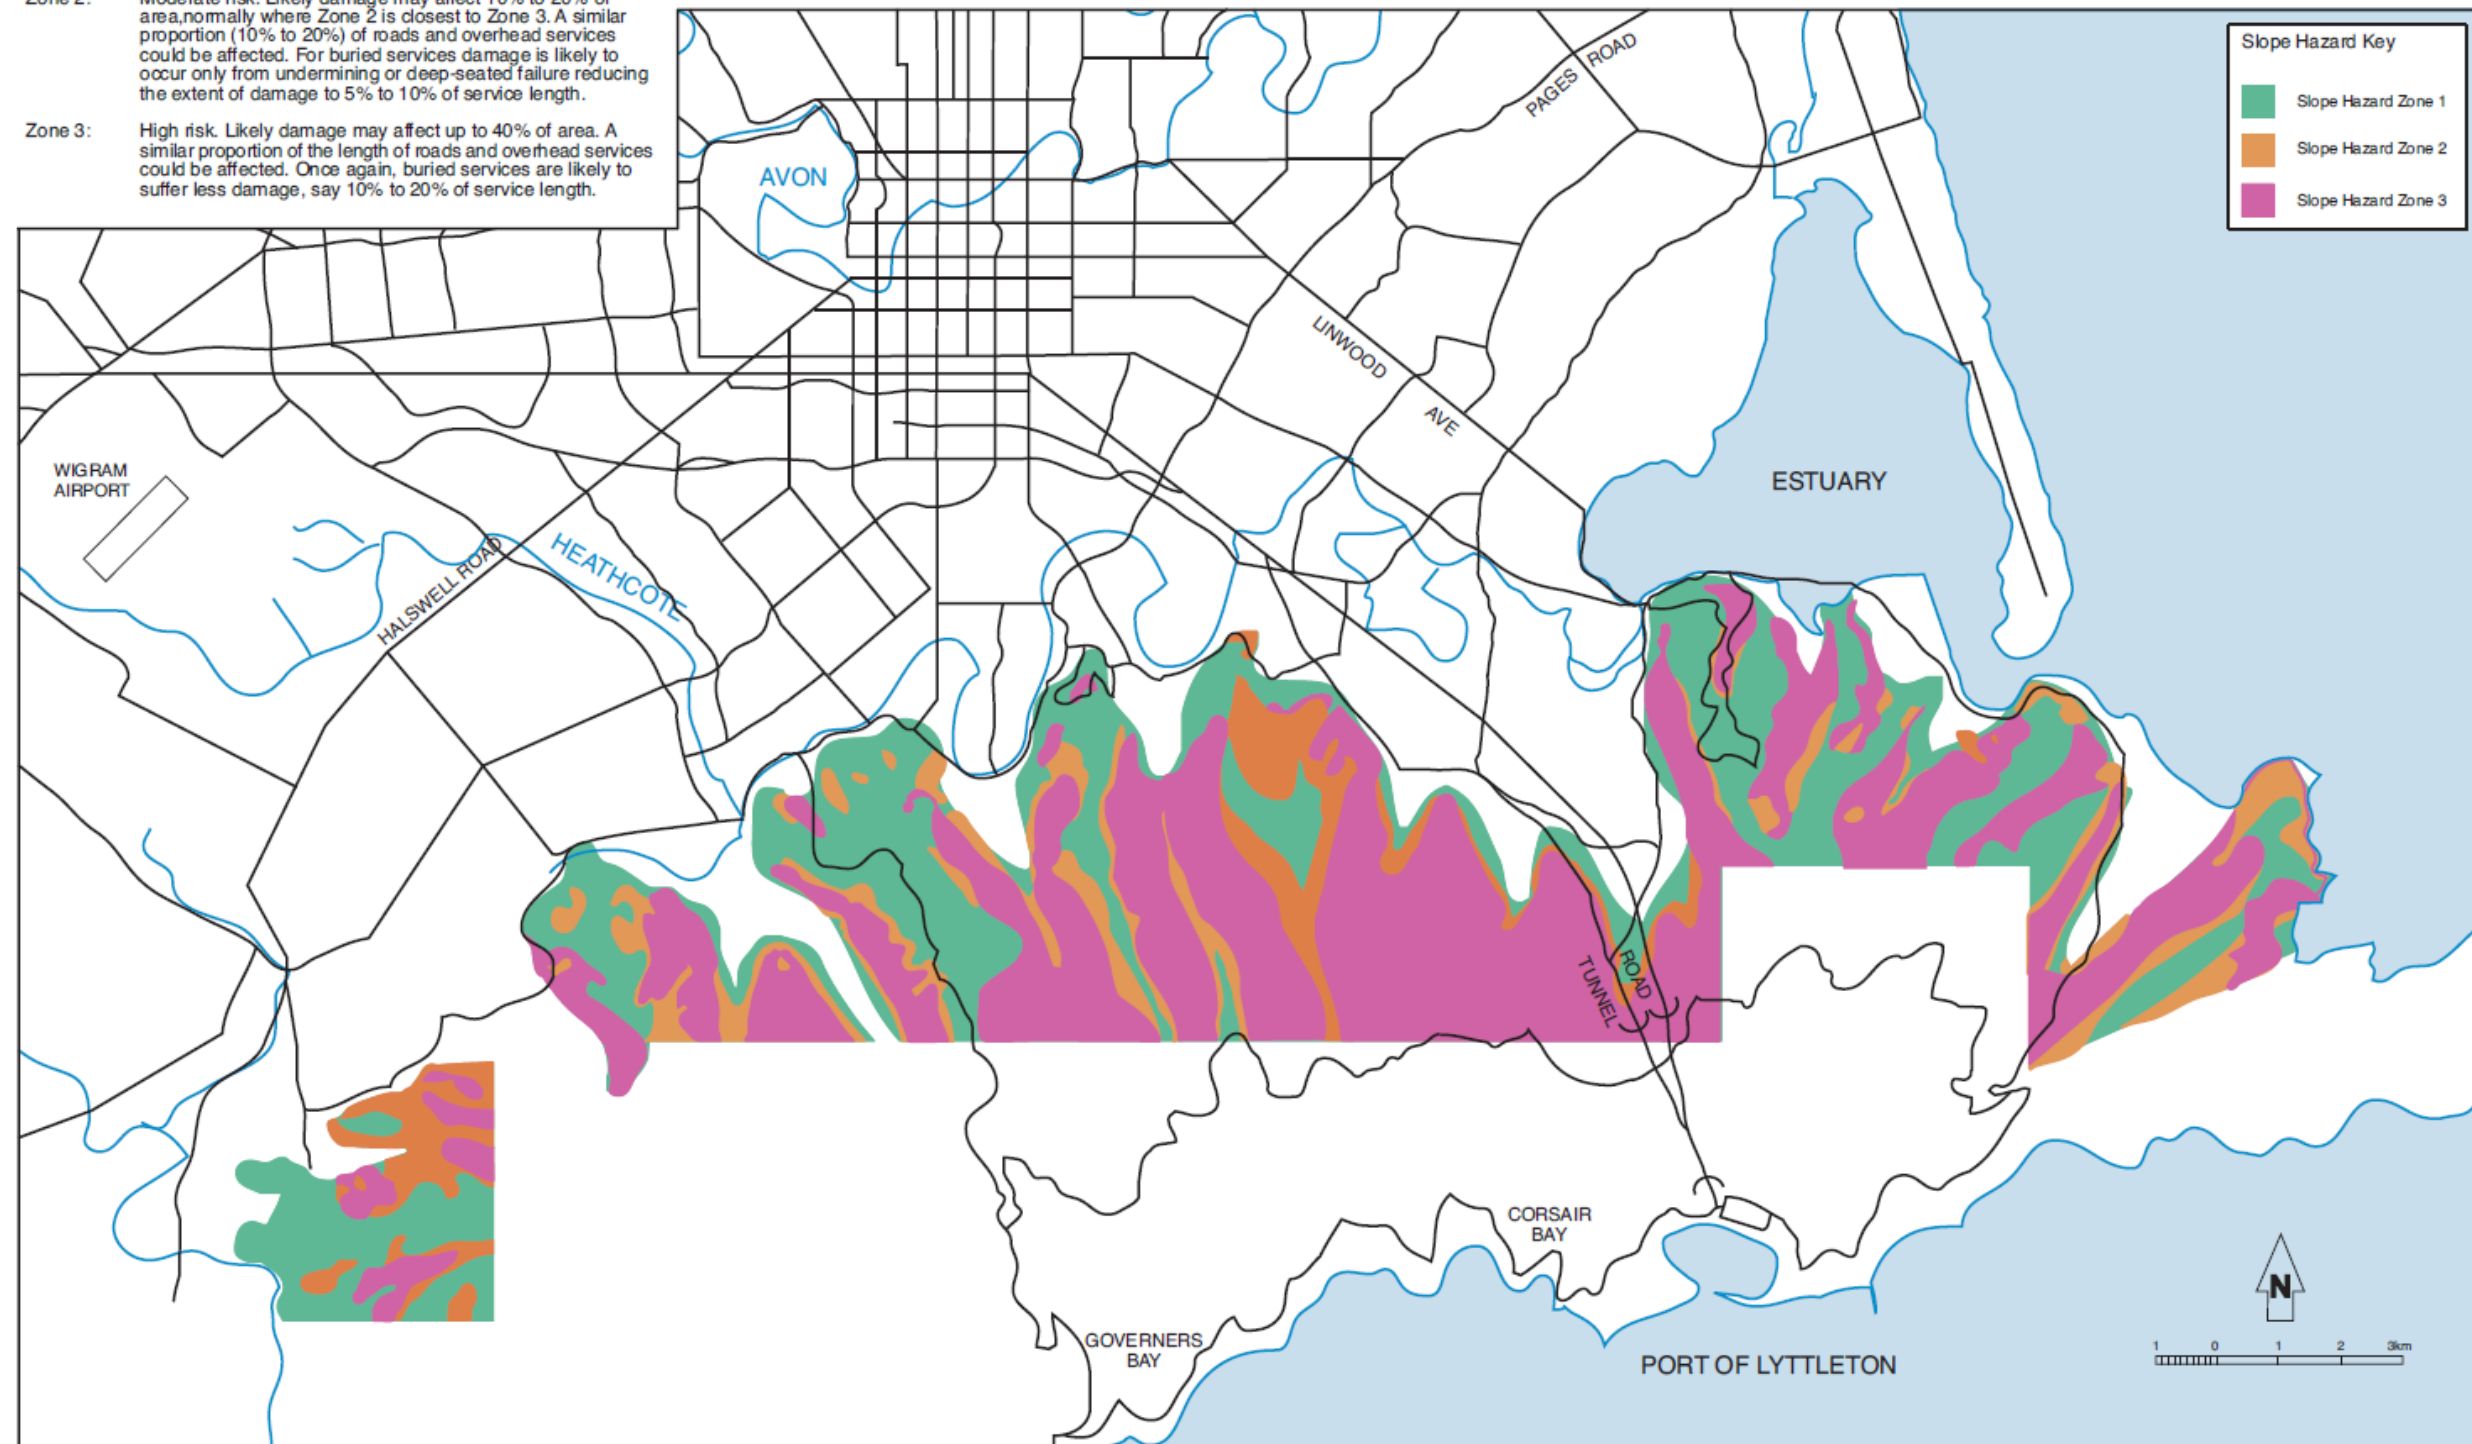 Zone 2:
Moderate risk. Likely damage may affect 10% to 20% of
area,normally where Zone 2 is closest to Zone 3. A similar
proportion (10% to 20%) of roads and overhead services
could be affected. For buried services damage is likely to
occur only from undermining or deep-seated failure reducing
the extent of damage to 5% to 10% of service length.
Zone 3:
High risk. Likely damage may affect up to 40% of area. A
similar proportion of the length of roads and overhead services
could be affected. Once again, buried services are likely to
suffer less damage, say 10% to 20% of service length.
Slope Hazard Key
Slope Hazard Zone 1
Slope Hazard Zone 2
Slope Hazard Zone 3
PAGES ROAD
AVON
LINWOOD
AVE
WIGRAM
AIRPORT
ESTUARY
HALSWELL ROAD
HEATHCOTE
ROAD
TUNNEL
CORSAIR
BAY
GOVERNERS
BAY
PORT OF LYTTLETON
N
1 0 1 2 3km